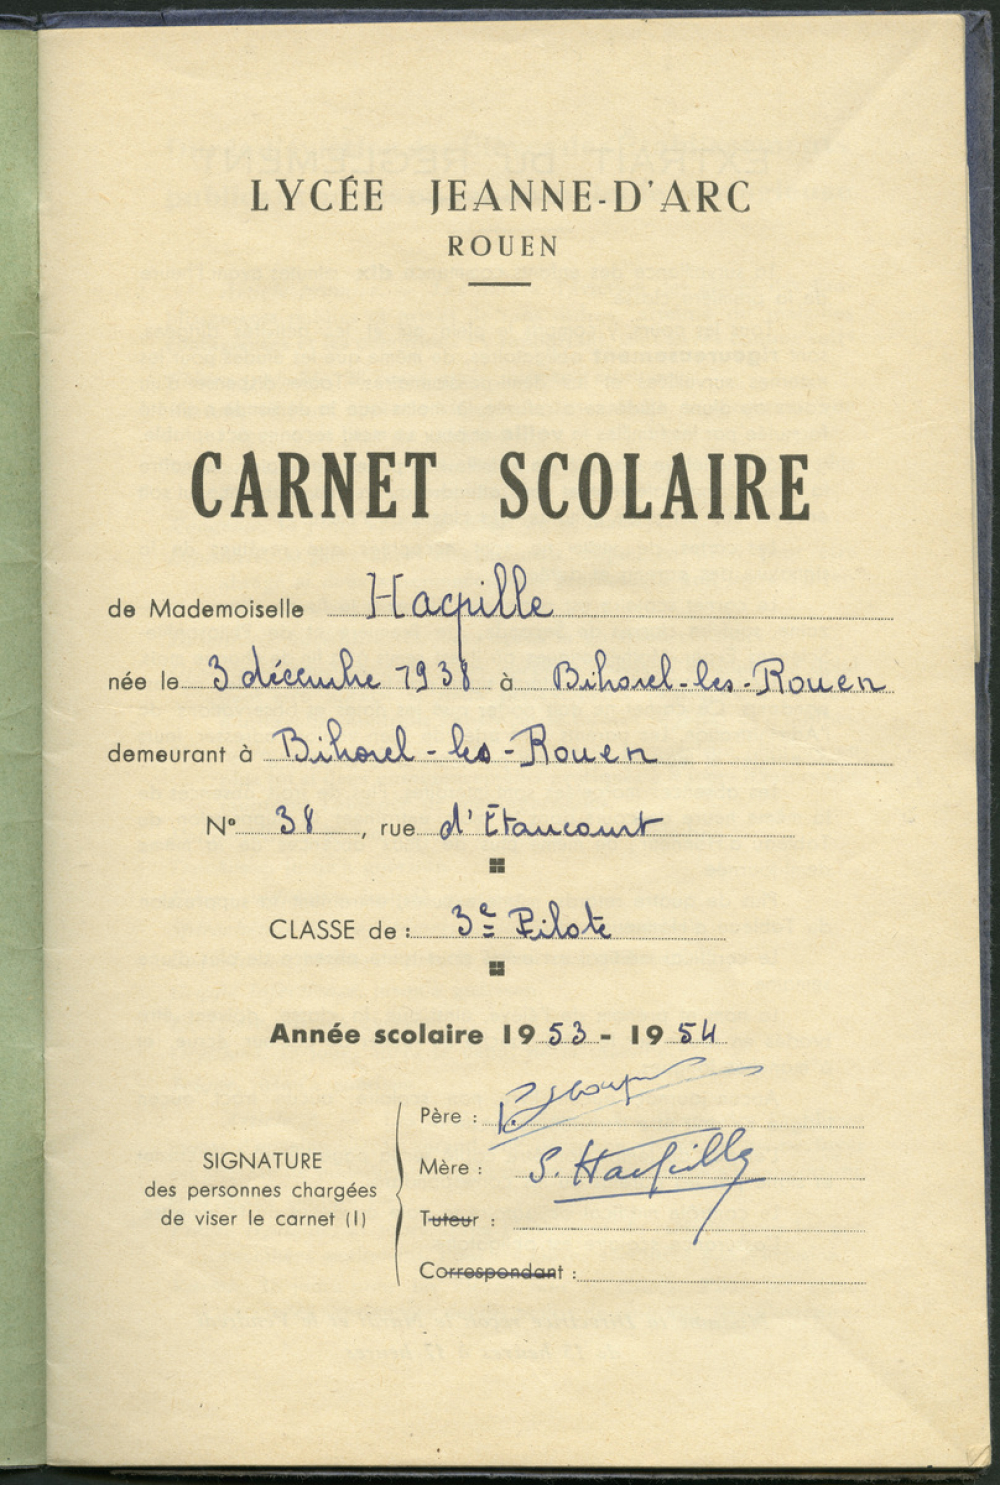 LYCÉE JEANNE-D'ARC
ROUEN
CARNET SCOLAIRE
de Mademoiselle Hacpille
née le 3 décembre 1938 à Bihorel-les-Rouen
demeurant à Bihorel-les-Rouen
N° 38, rue d'Étancourt
CLASSE de : 3e Pilote
Année scolaire 1953 - 1954
SIGNATURE
des personnes chargées
de viser le carnet (1)
Père :
Mère : S. Hacpille
Tuteur :
Correspondant :